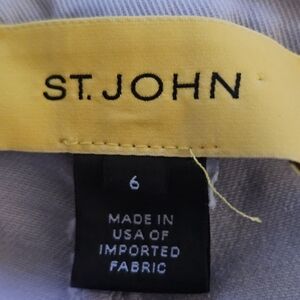 ST. JOHN
6
MADE IN
USA OF
IMPORTED
FABRIC